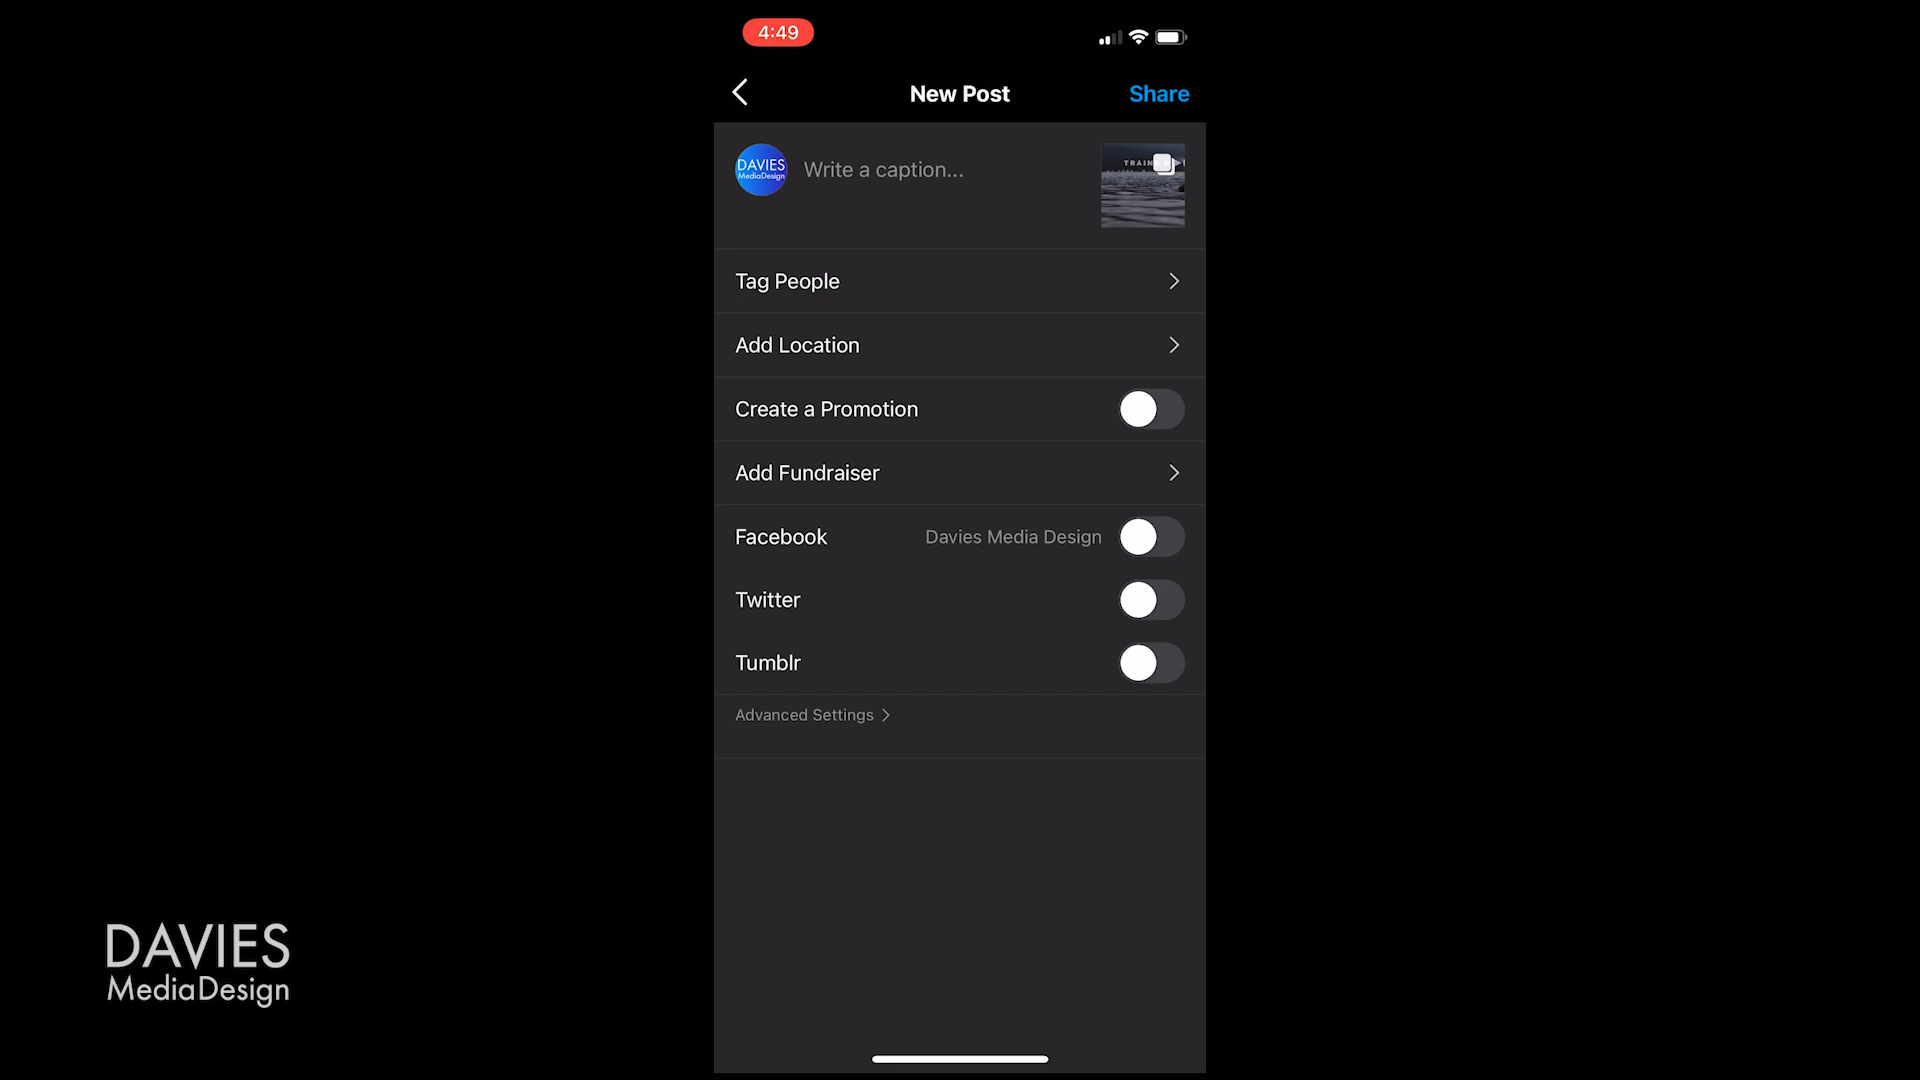 4:49
New Post
Share
DAVIES
MediaDesign
Write a caption...
TRAIN
Tag People
Add Location
Create a Promotion
Add Fundraiser
Facebook
Davies Media Design
Twitter
Tumblr
Advanced Settings
DAVIES
MediaDesign